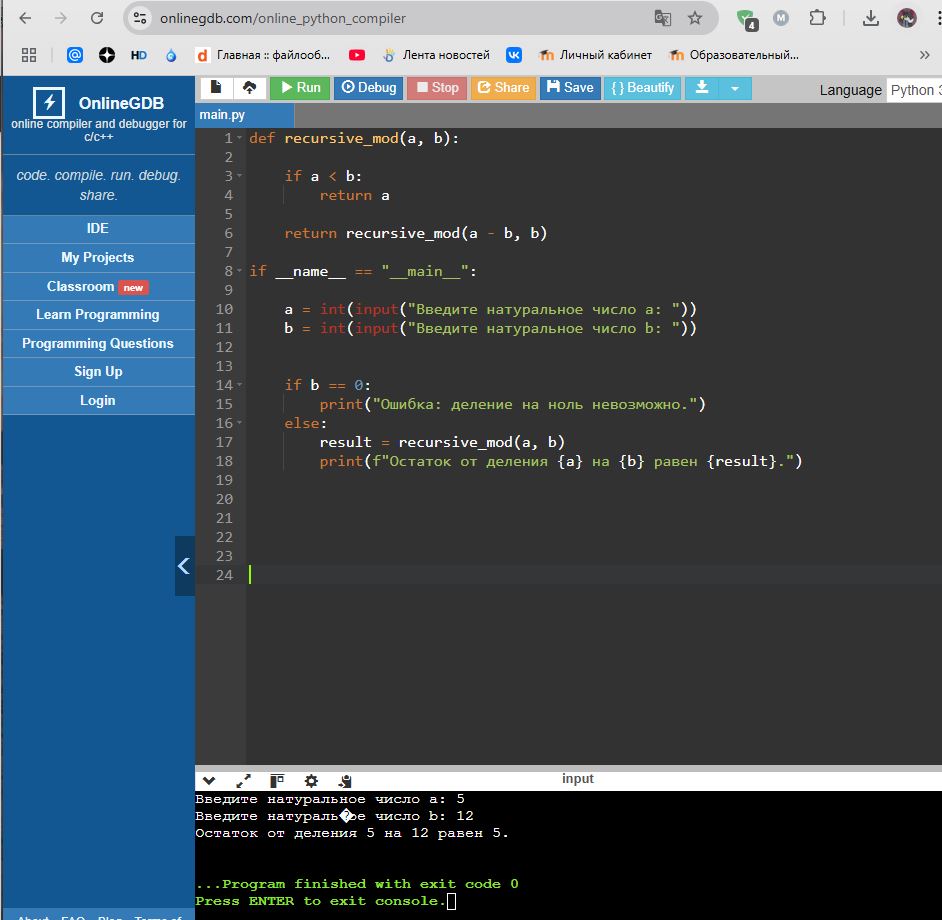 onlinegdb.com/online_python_compiler
4
M
HD
Главная :: файлооб...
Лента новостей
Личный кабинет
Образовательный...
»
OnlineGDB
online compiler and debugger for
c/c++
code. compile. run. debug.
share.
IDE
My Projects
Classroom new
Learn Programming
Programming Questions
Sign Up
Login
Run
Debug
Stop
Share
Save
{ } Beautify
Language Python 3
main.py
1 def recursive_mod(a, b):
2
3 if a < b:
4 return a
5
6 return recursive_mod(a - b, b)
7
8 if __name__ == "__main__":
9
10 a = int(input("Введите натуральное число a: "))
11 b = int(input("Введите натуральное число b: "))
12
13
14 if b == 0:
15 print("Ошибка: деление на ноль невозможно.")
16 else:
17 result = recursive_mod(a, b)
18 print(f"Остаток от деления {a} на {b} равен {result}.")
19
20
21
22
23
24
input
Введите натуральное число a: 5
Введите натураль�ое число b: 12
Остаток от деления 5 на 12 равен 5.
...Program finished with exit code 0
Press ENTER to exit console.
About FAQ Blog Terms of